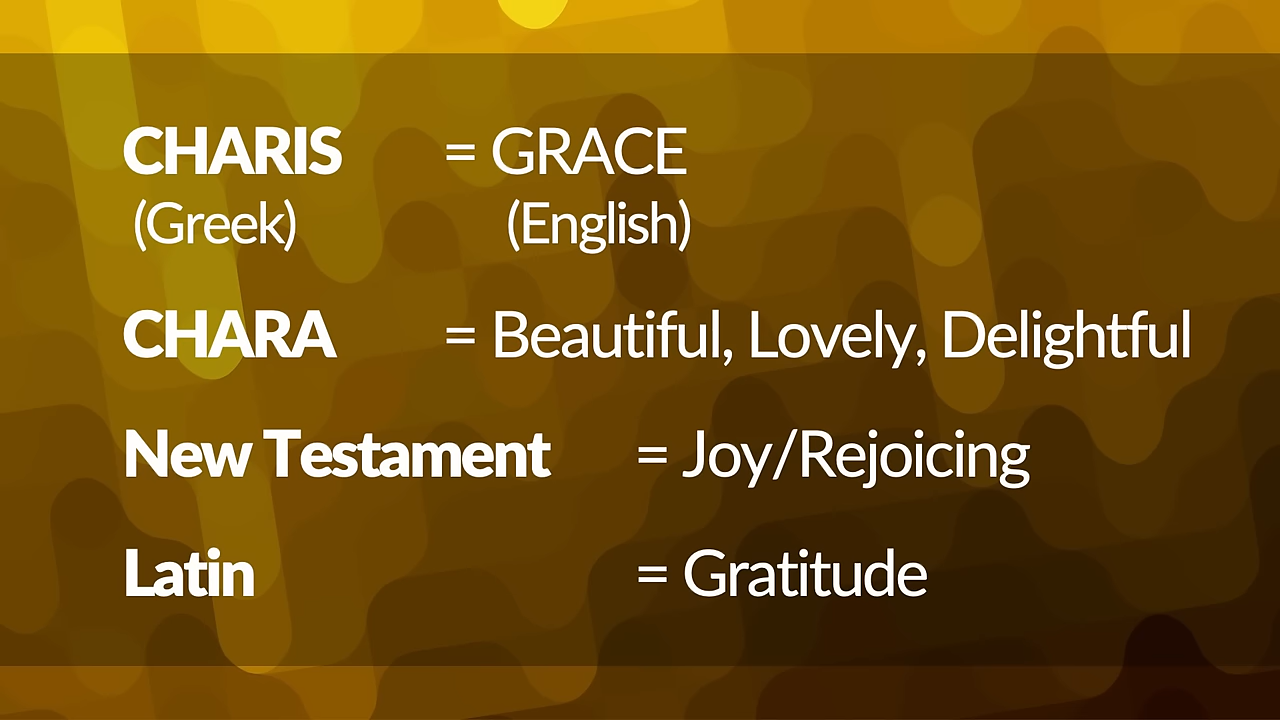 CHARIS = GRACE
(Greek) (English)
CHARA = Beautiful, Lovely, Delightful
New Testament = Joy/Rejoicing
Latin = Gratitude